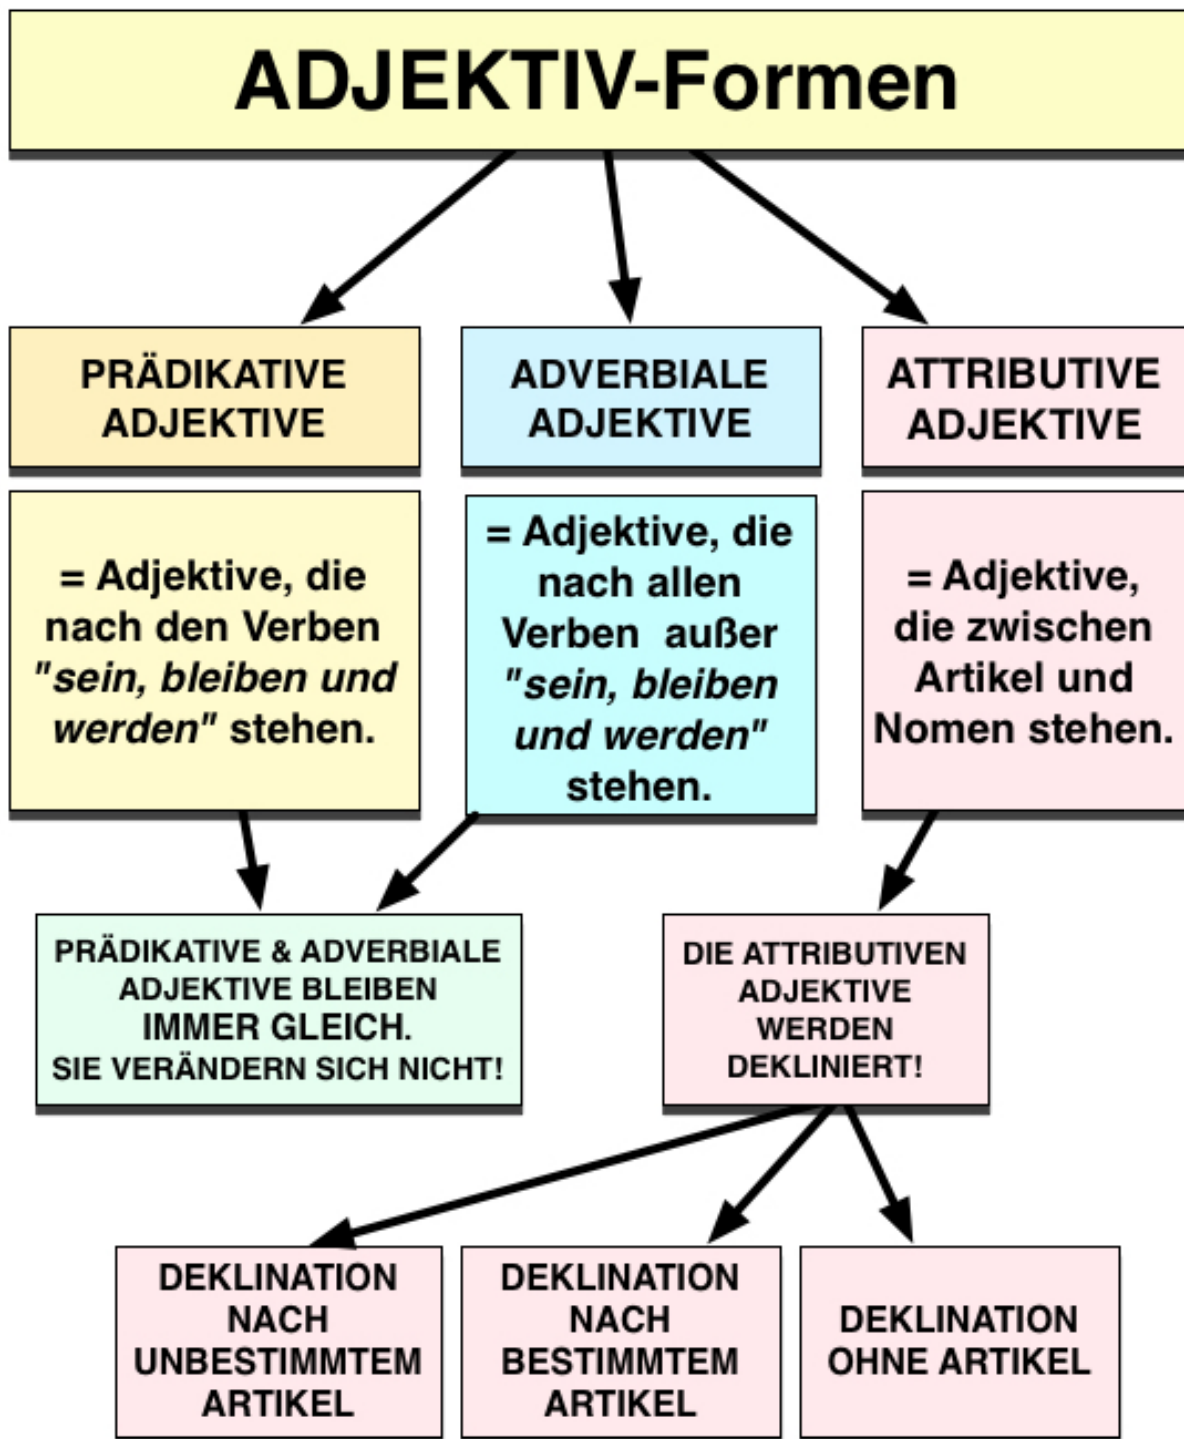 ADJEKTIV-Formen
PRÄDIKATIVE
ADJEKTIVE
ADVERBIALE
ADJEKTIVE
ATTRIBUTIVE
ADJEKTIVE
= Adjektive, die
nach den Verben
"sein, bleiben und
werden" stehen.
= Adjektive, die
nach allen
Verben außer
"sein, bleiben
und werden"
stehen.
= Adjektive,
die zwischen
Artikel und
Nomen stehen.
PRÄDIKATIVE & ADVERBIALE
ADJEKTIVE BLEIBEN
IMMER GLEICH.
SIE VERÄNDERN SICH NICHT!
DIE ATTRIBUTIVEN
ADJEKTIVE
WERDEN
DEKLINIERT!
DEKLINATION
NACH
UNBESTIMMTEM
ARTIKEL
DEKLINATION
NACH
BESTIMMTEM
ARTIKEL
DEKLINATION
OHNE ARTIKEL